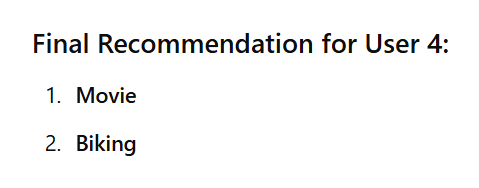 Final Recommendation for User 4:
1. Movie
2. Biking